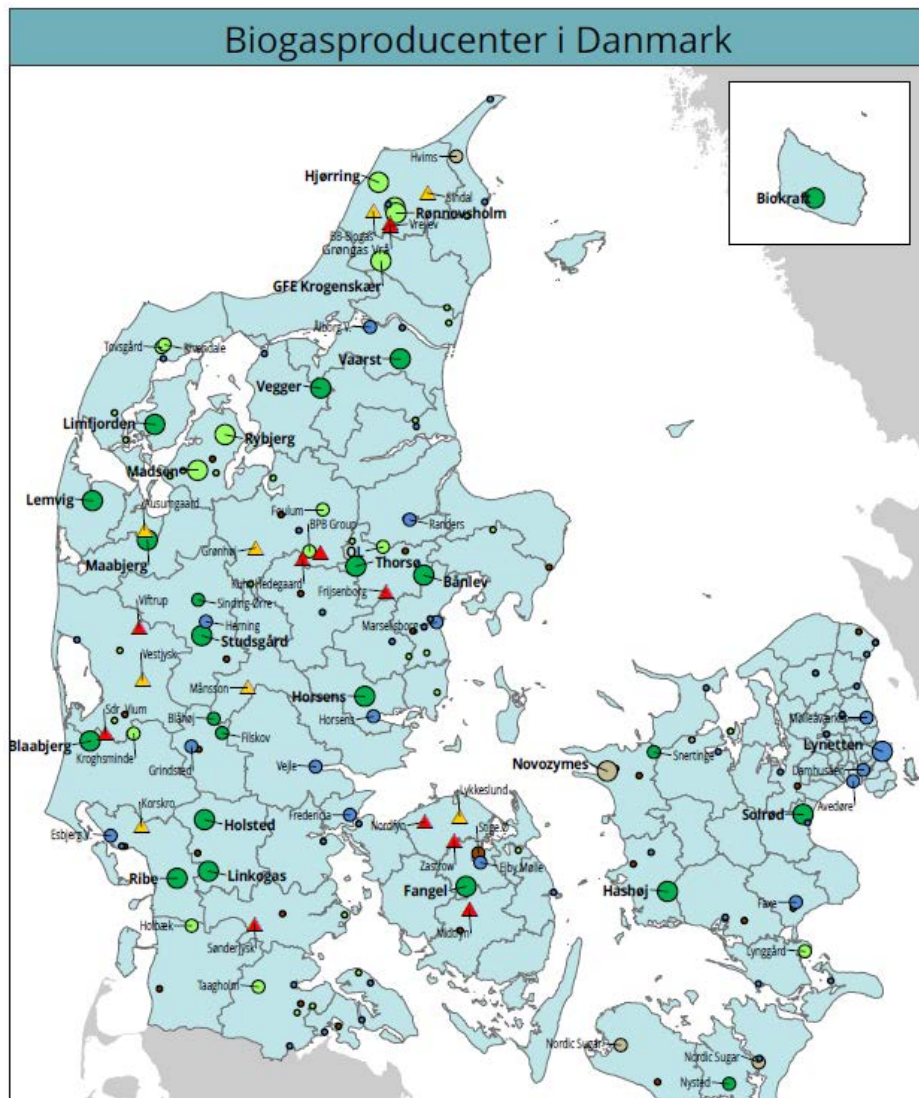 Biogasproducenter i Danmark
Biokraft
Hvims
Hjørring
Sindal
Rønnovsholm
BB-Biogas
Vrejlev
Grøngas Vrå
GFE Krogenskær
Ålborg V.
Tovsgård
Vaarst
Vegger
Limfjorden
Rybjerg
Madsen
Lemvig
Ausumgaard
Foulum
BPB Group
Randers
Maabjerg
Grønhøj
Thorsø
Bånlev
Hedegaard
Frijsenborg
Viftrup
Sinding-Ørre
Herning
Marselisborg
Studsgård
Vestjysk
Månsson
Horsens
Sdr. Vium
Blåhøj
Horsens
Mølleåværket
Blaabjerg
Filskov
Lynetten
Kroghsminde
Snertinge
Grindsted
Vejle
Novozymes
Damhusåen
Avedøre
Korskro
Holsted
Fredericia
Lykkeslund
Nordfyn
Stige Ø
Solrød
Esbjerg V.
Zastrow
Ejby Mølle
Linkogas
Ribe
Fangel
Hashøj
Faxe
Holbæk
Midtfyn
Sønderjysk
Lynggård
Taagholm
Nordic Sugar
Nordic Sugar
Nysted